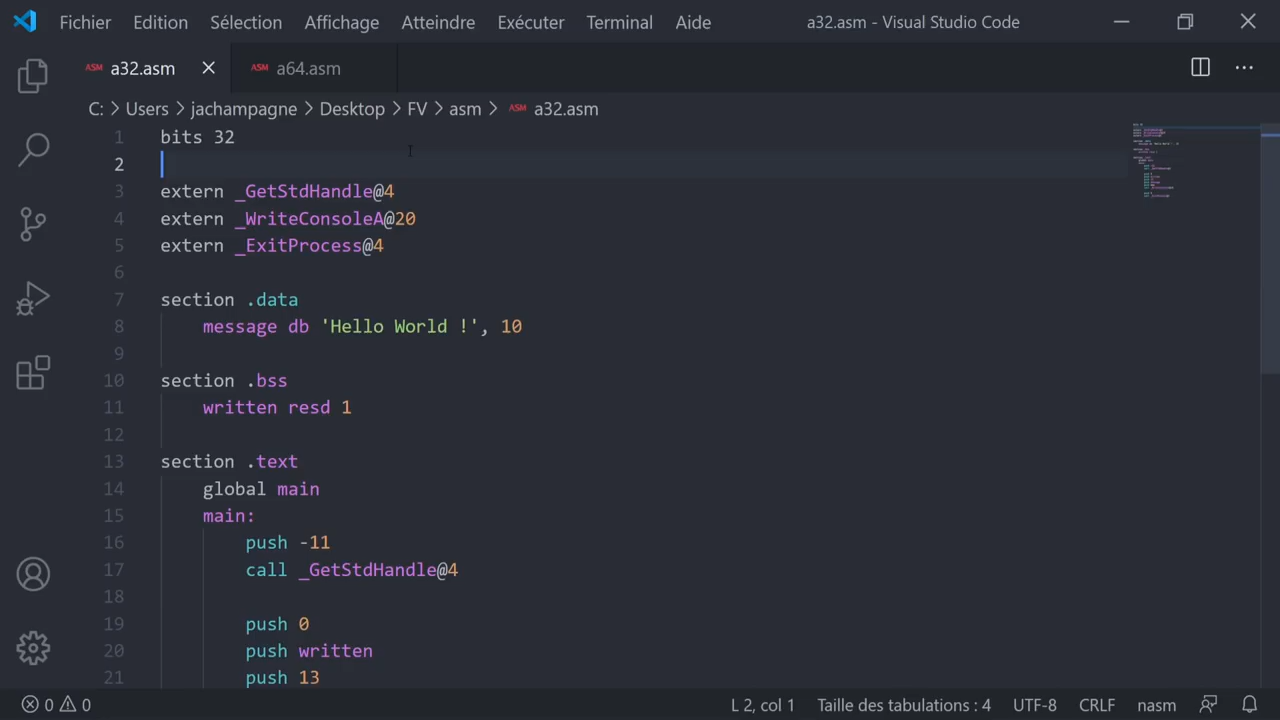 Fichier Edition Sélection Affichage Atteindre Exécuter Terminal Aide a32.asm - Visual Studio Code
ASM a32.asm ASM a64.asm
C: > Users > jachampagne > Desktop > FV > asm > ASM a32.asm
1 bits 32
2
3 extern _GetStdHandle@4
4 extern _WriteConsoleA@20
5 extern _ExitProcess@4
6
7 section .data
8 message db 'Hello World !', 10
9
10 section .bss
11 written resd 1
12
13 section .text
14 global main
15 main:
16 push -11
17 call _GetStdHandle@4
18
19 push 0
20 push written
21 push 13
0 0 L 2, col 1 Taille des tabulations : 4 UTF-8 CRLF nasm